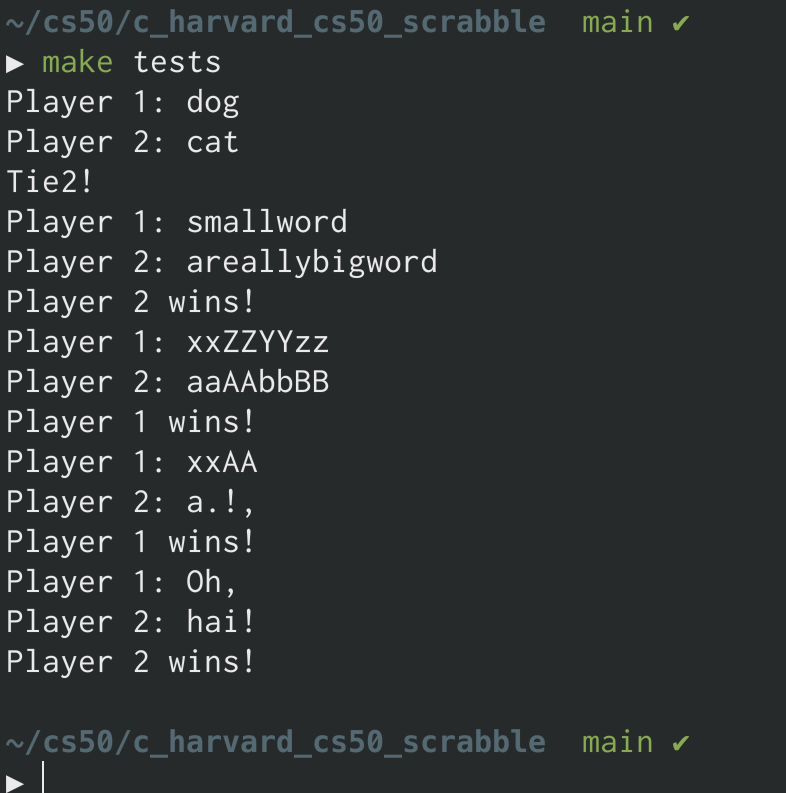 ~/cs50/c_harvard_cs50_scrabble  main ✔
▶ make tests
Player 1: dog
Player 2: cat
Tie2!
Player 1: smallword
Player 2: areallybigword
Player 2 wins!
Player 1: xxZZYYzz
Player 2: aaAAbbBB
Player 1 wins!
Player 1: xxAA
Player 2: a.!,
Player 1 wins!
Player 1: Oh,
Player 2: hai!
Player 2 wins!
~/cs50/c_harvard_cs50_scrabble  main ✔
▶